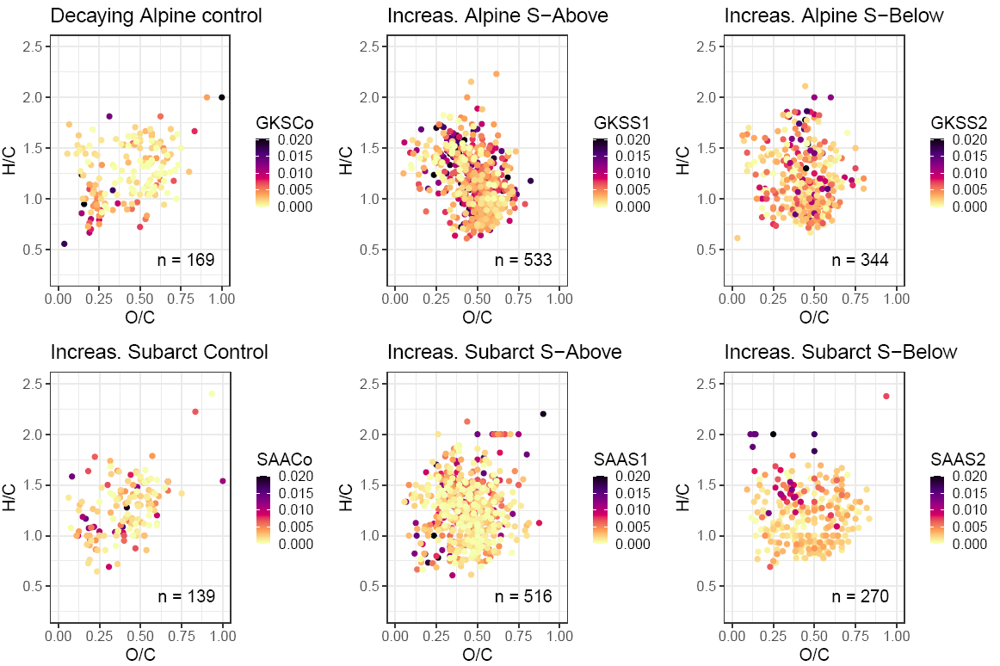 Decaying Alpine control
Increas. Alpine S−Above
Increas. Alpine S−Below
2.5
2.0
1.5
1.0
0.5
H/C
0.00 0.25 0.50 0.75 1.00
O/C
n = 169
GKSCo
0.020
0.015
0.010
0.005
0.000
2.5
2.0
1.5
1.0
0.5
H/C
0.00 0.25 0.50 0.75 1.00
O/C
n = 533
GKSS1
0.020
0.015
0.010
0.005
0.000
2.5
2.0
1.5
1.0
0.5
H/C
0.00 0.25 0.50 0.75 1.00
O/C
n = 344
GKSS2
0.020
0.015
0.010
0.005
0.000
Increas. Subarct Control
Increas. Subarct S−Above
Increas. Subarct S−Below
2.5
2.0
1.5
1.0
0.5
H/C
0.00 0.25 0.50 0.75 1.00
O/C
n = 139
SAACo
0.020
0.015
0.010
0.005
0.000
2.5
2.0
1.5
1.0
0.5
H/C
0.00 0.25 0.50 0.75 1.00
O/C
n = 516
SAAS1
0.020
0.015
0.010
0.005
0.000
2.5
2.0
1.5
1.0
0.5
H/C
0.00 0.25 0.50 0.75 1.00
O/C
n = 270
SAAS2
0.020
0.015
0.010
0.005
0.000